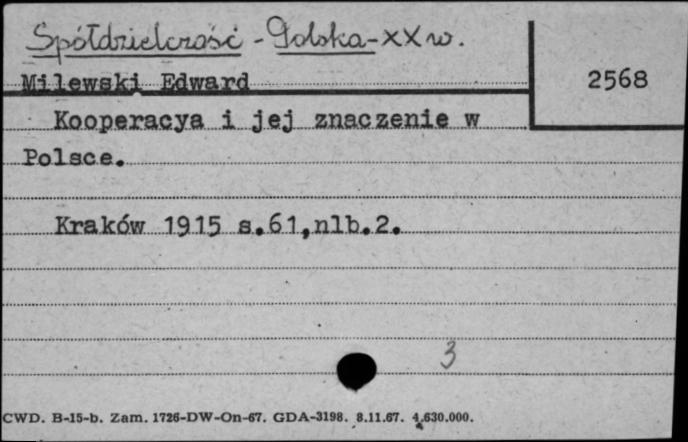 Spółdzielczość - Polska - XX w.
Milewski Edward
2568
Kooperacya i jej znaczenie w
Polsce.
Kraków 1915 s.61,nlb.2.
3
CWD. B-15-b. Zam. 1726-DW-On-67. GDA-3198. 8.11.67. 4.630.000.